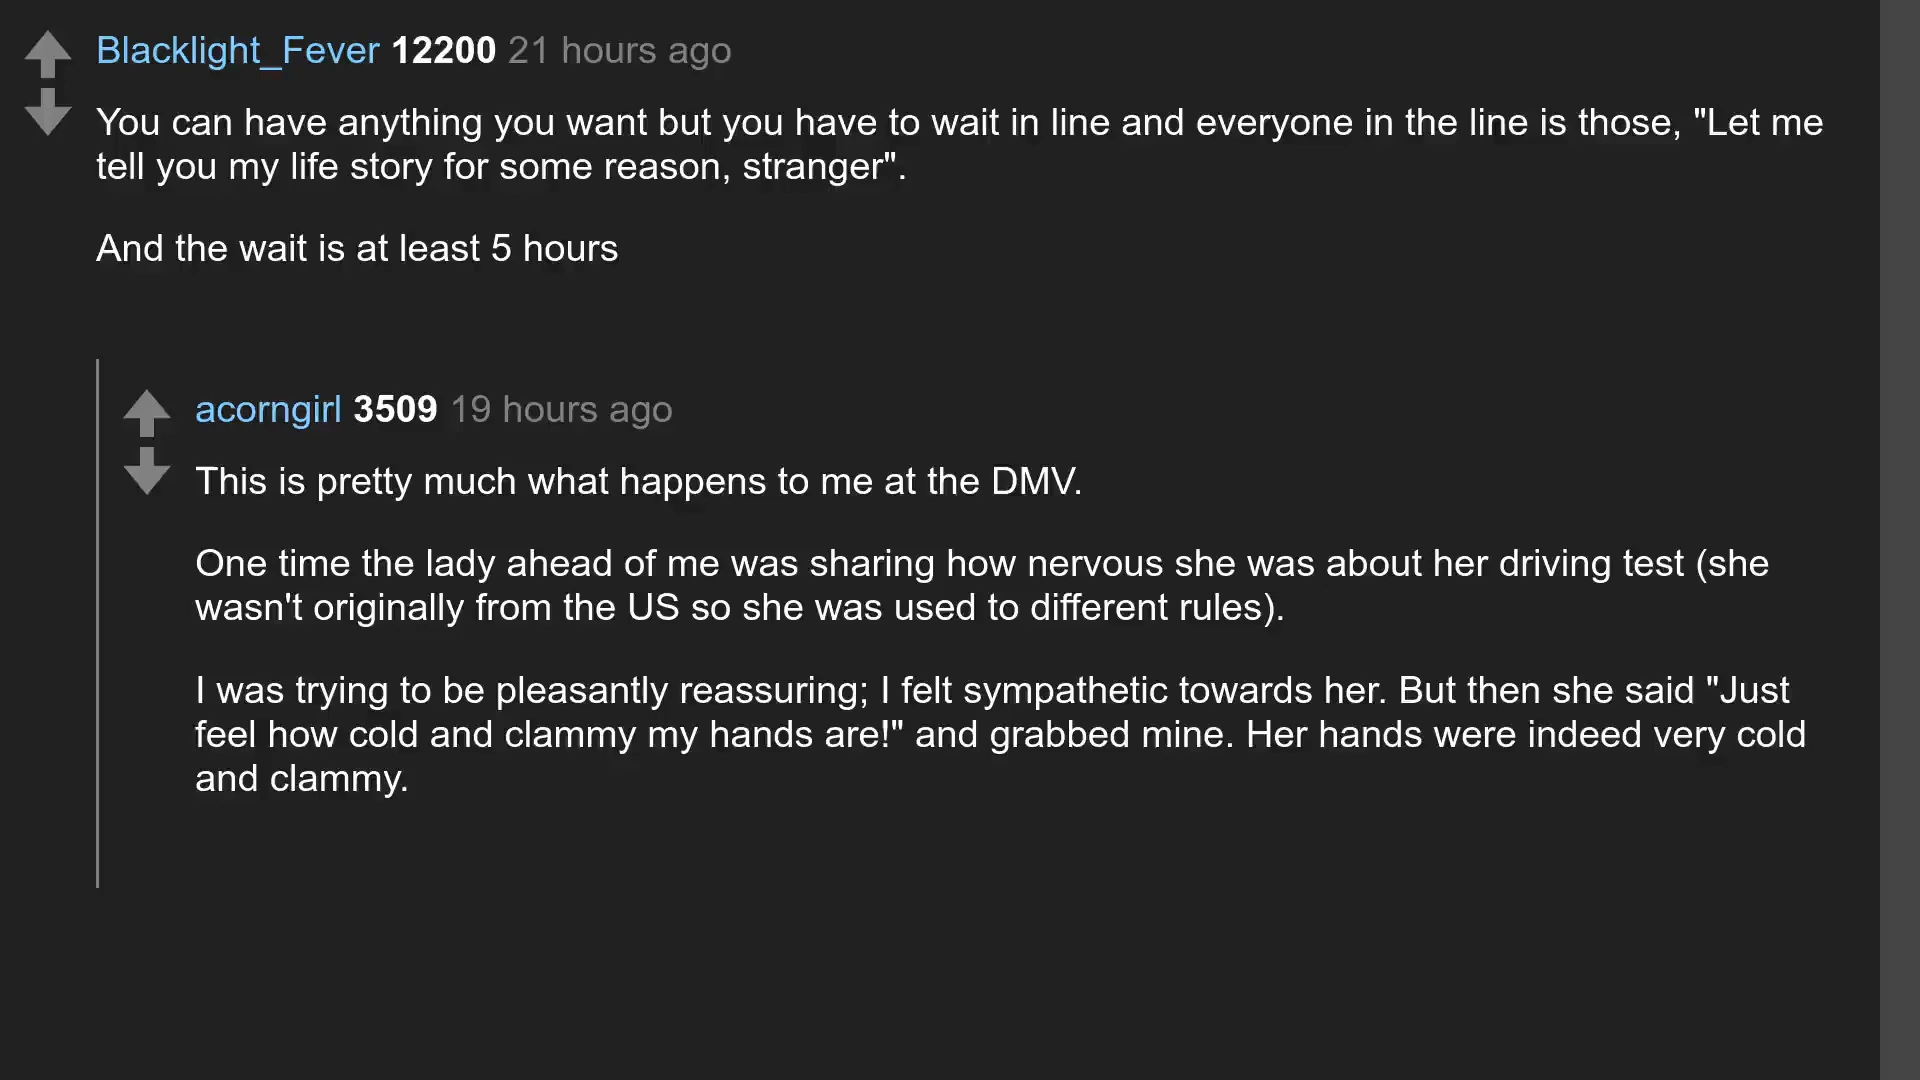 Blacklight_Fever 12200 21 hours ago
You can have anything you want but you have to wait in line and everyone in the line is those, "Let me
tell you my life story for some reason, stranger".
And the wait is at least 5 hours
acorngirl 3509 19 hours ago
This is pretty much what happens to me at the DMV.
One time the lady ahead of me was sharing how nervous she was about her driving test (she
wasn't originally from the US so she was used to different rules).
I was trying to be pleasantly reassuring; I felt sympathetic towards her. But then she said "Just
feel how cold and clammy my hands are!" and grabbed mine. Her hands were indeed very cold
and clammy.